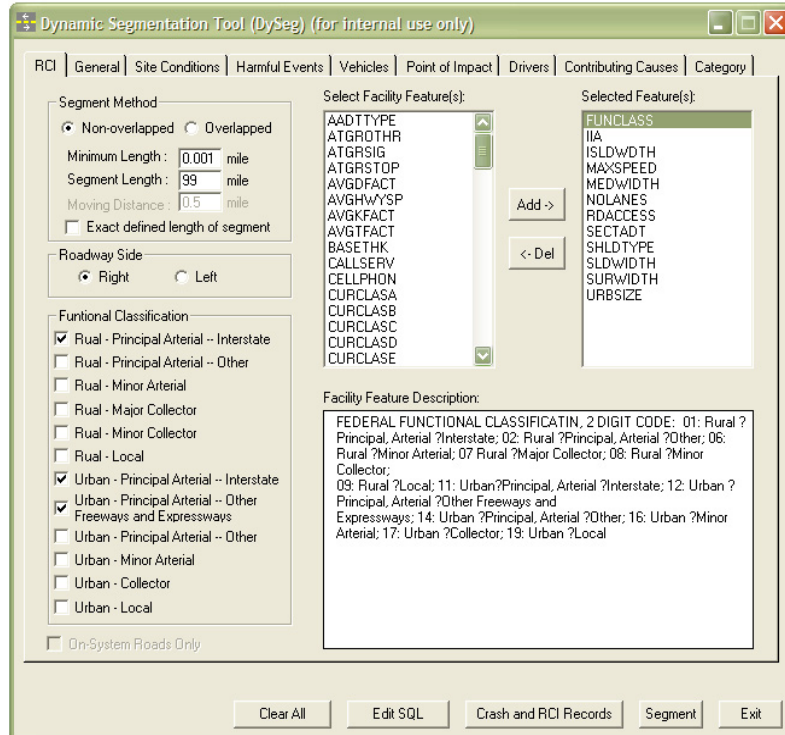 Dynamic Segmentation Tool (DySeg) (for internal use only)
RCI General Site Conditions Harmful Events Vehicles Point of Impact Drivers Contributing Causes Category
Segment Method
Non-overlapped Overlapped
Minimum Length : 0.001 mile
Segment Length : 99 mile
Moving Distance : 0.5 mile
Exact defined length of segment
Roadway Side
Right Left
Funtional Classification
Rual - Principal Arterial -- Interstate
Rual - Principal Arterial -- Other
Rual - Minor Arterial
Rual - Major Collector
Rual - Minor Collector
Rual - Local
Urban - Principal Arterial -- Interstate
Urban - Principal Arterial -- Other
Freeways and Expressways
Urban - Principal Arterial -- Other
Urban - Minor Arterial
Urban - Collector
Urban - Local
On-System Roads Only
Select Facility Feature(s):
AADTTYPE
ATGROTHR
ATGRSIG
ATGRSTOP
AVGDFACT
AVGHWYSP
AVGKFACT
AVGTFACT
BASETHK
CALLSERV
CELLPHON
CURCLASA
CURCLASB
CURCLASC
CURCLASD
CURCLASE
Add ->
<- Del
Selected Feature(s):
FUNCLASS
IIA
ISLDWDTH
MAXSPEED
MEDWIDTH
NOLANES
RDACCESS
SECTADT
SHLDTYPE
SLDWIDTH
SURWIDTH
URBSIZE
Facility Feature Description:
FEDERAL FUNCTIONAL CLASSIFICATIN, 2 DIGIT CODE: 01: Rural ?
Principal, Arterial ?Interstate; 02: Rural ?Principal, Arterial ?Other; 06:
Rural ?Minor Arterial; 07 Rural ?Major Collector; 08: Rural ?Minor
Collector;
09: Rural ?Local; 11: Urban?Principal, Arterial ?Interstate; 12: Urban ?
Principal, Arterial ?Other Freeways and
Expressways; 14: Urban ?Principal, Arterial ?Other; 16: Urban ?Minor
Arterial; 17: Urban ?Collector; 19: Urban ?Local
Clear All Edit SQL Crash and RCI Records Segment Exit